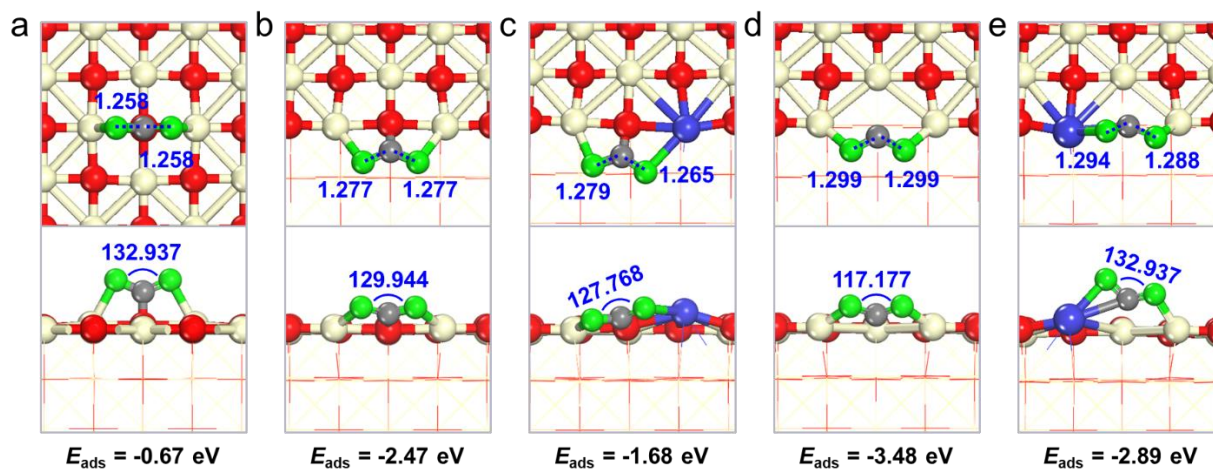 a
b
c
d
e
1.258
1.258
1.277
1.277
1.279
1.265
1.299
1.299
1.294
1.288
132.937
129.944
127.768
117.177
132.937
Eads = -0.67 eV
Eads = -2.47 eV
Eads = -1.68 eV
Eads = -3.48 eV
Eads = -2.89 eV